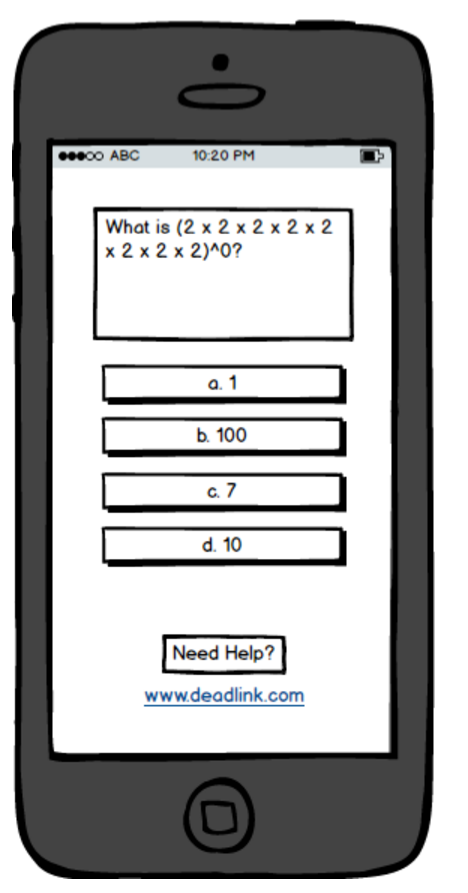 ABC 10:20 PM
What is (2 x 2 x 2 x 2 x 2
x 2 x 2 x 2)^0?
a. 1
b. 100
c. 7
d. 10
Need Help?
www.deadlink.com